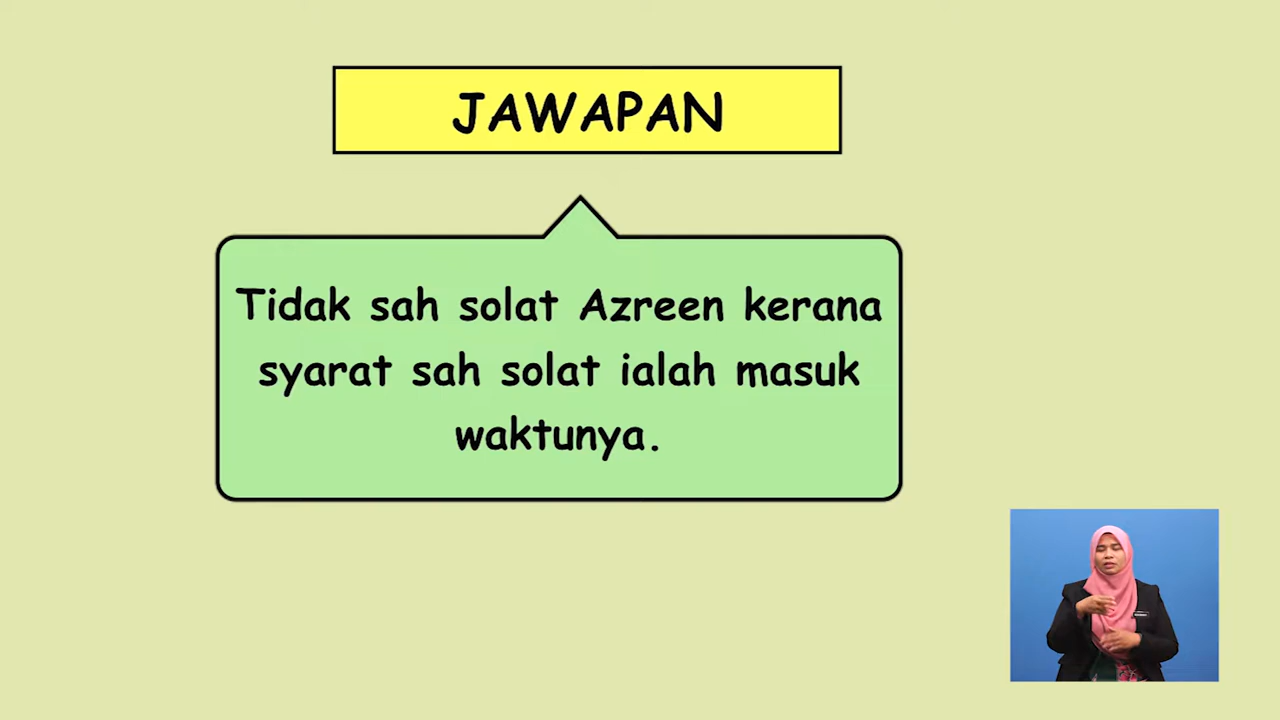 JAWAPAN
Tidak sah solat Azreen kerana
syarat sah solat ialah masuk
waktunya.